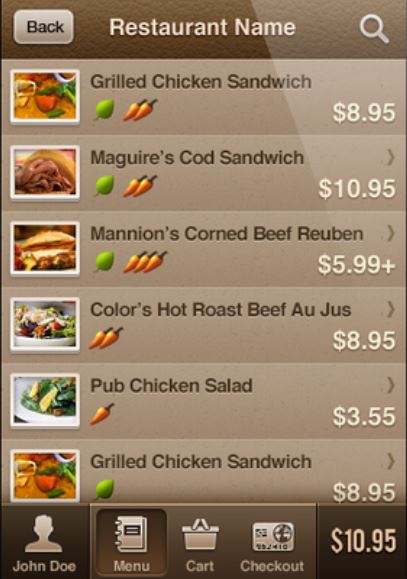 Back Restaurant Name
Grilled Chicken Sandwich
$8.95
Maguire's Cod Sandwich
$10.95
Mannion's Corned Beef Reuben
$5.99+
Color's Hot Roast Beef Au Jus
$8.95
Pub Chicken Salad
$3.55
Grilled Chicken Sandwich
$8.95
John Doe Menu Cart Checkout $10.95